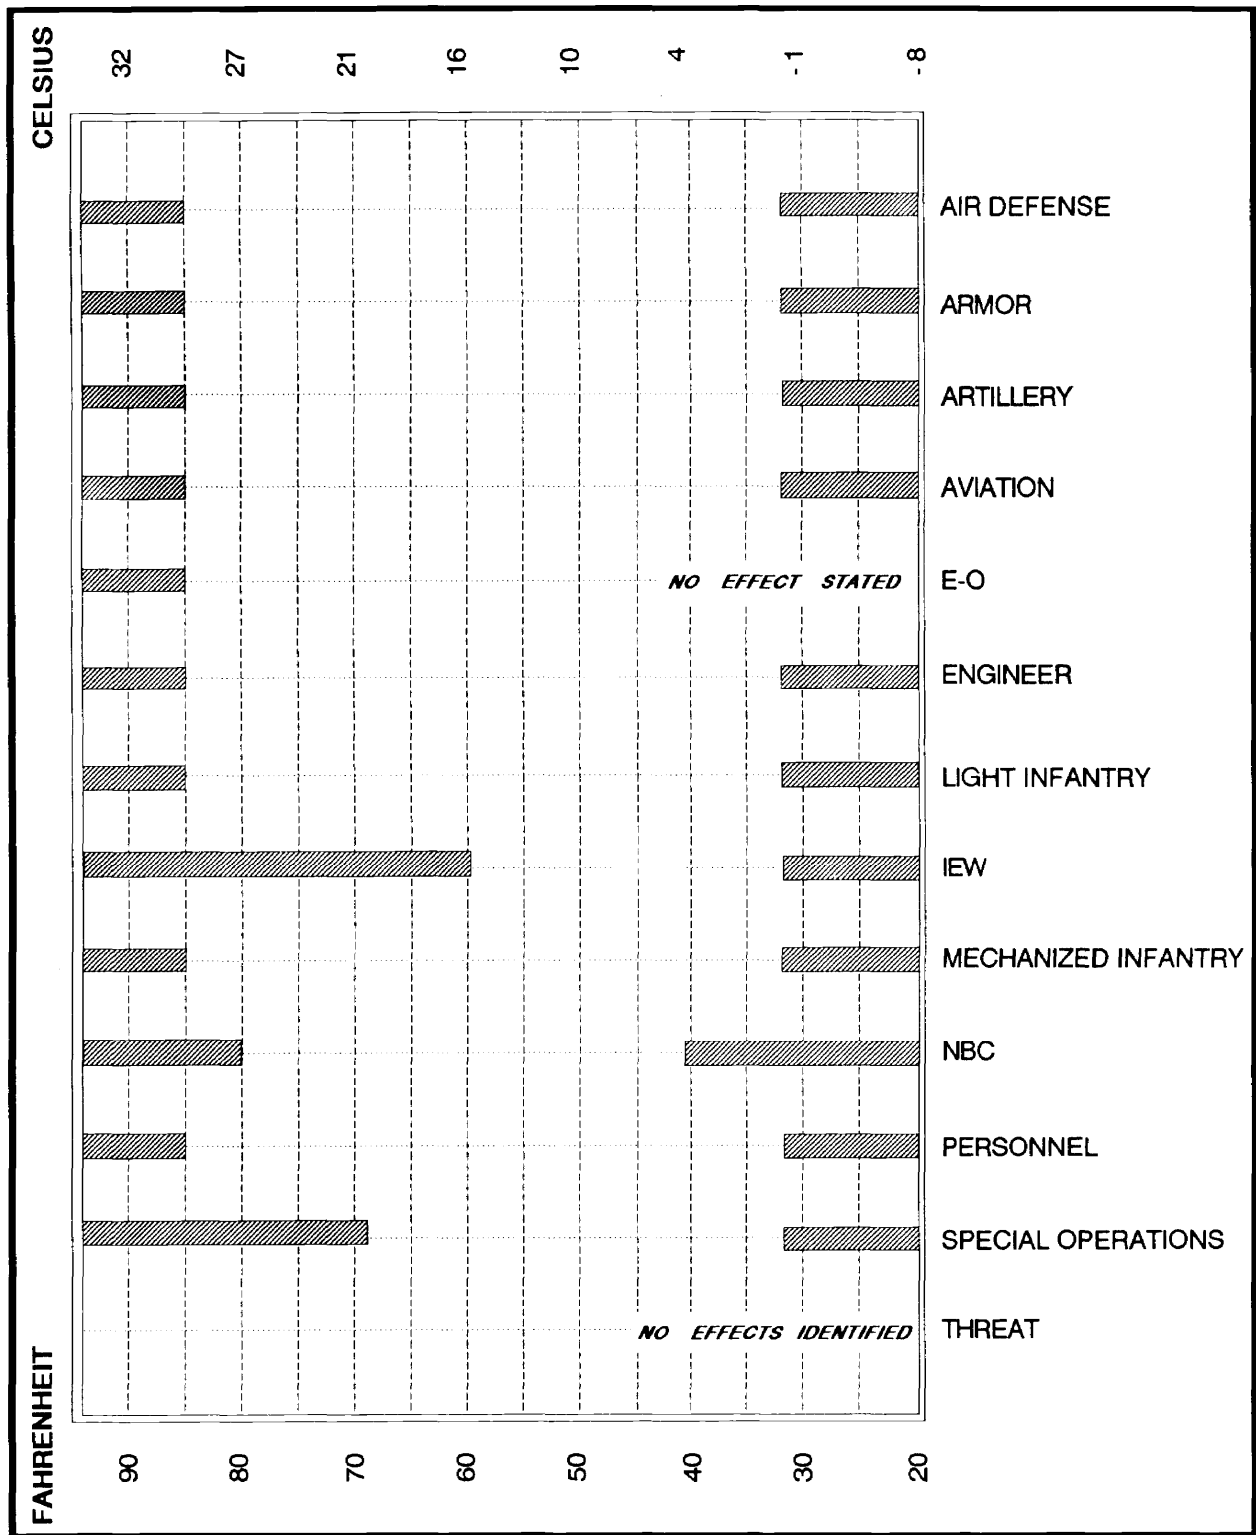 CELSIUS
32
27
21
16
10
4
- 1
- 8
AIR DEFENSE
ARMOR
ARTILLERY
AVIATION
NO EFFECT STATED
E-O
ENGINEER
LIGHT INFANTRY
IEW
MECHANIZED INFANTRY
NBC
PERSONNEL
SPECIAL OPERATIONS
NO EFFECTS IDENTIFIED
THREAT
FAHRENHEIT
90
80
70
60
50
40
30
20